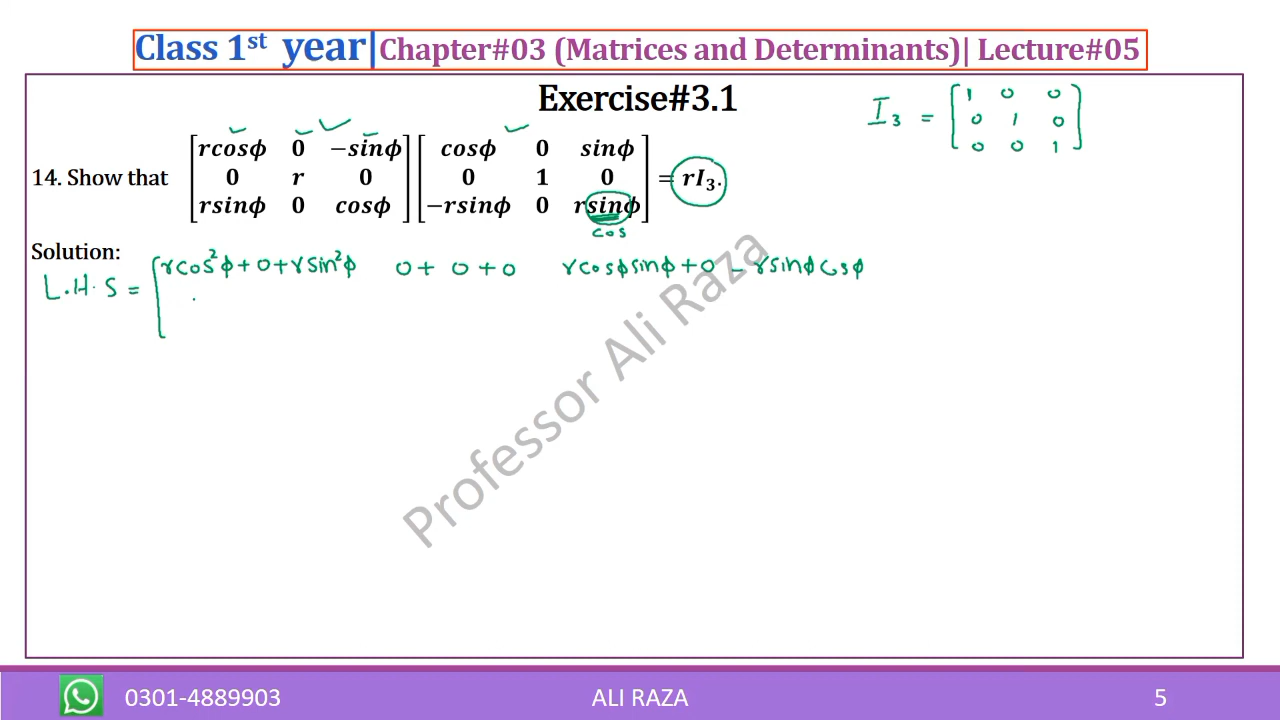 Class 1st year|Chapter#03 (Matrices and Determinants)| Lecture#05
Exercise#3.1
I₃ = [1 0 0
0 1 0
0 0 1]
14. Show that [rcosϕ 0 −sinϕ] [cosϕ 0 sinϕ]
[0 r 0] [0 1 0] = rI₃.
[rsinϕ 0 cosϕ] [−rsinϕ 0 rsinϕ]
cos
Solution:
L.H.S = [rcos²ϕ+0+rsin²ϕ 0+0+0 rcosϕsinϕ+0−rsinϕcosϕ
Professor Ali Raza
0301-4889903 ALI RAZA 5